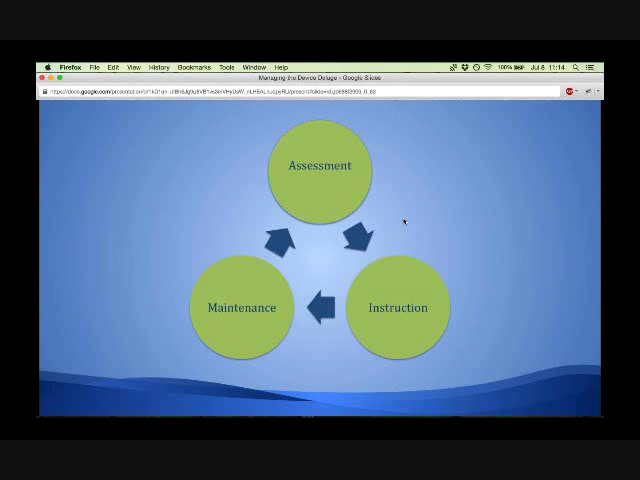 Firefox File Edit View History Bookmarks Tools Window Help 100% Jul 8 11:14
Managing the Device Deluge - Google Slides
Assessment
Maintenance Instruction